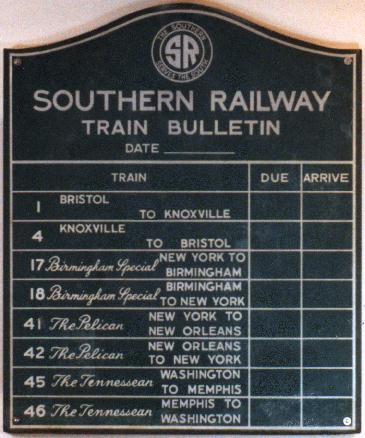 THE SOUTHERN
SR
SERVES THE SOUTH
SOUTHERN RAILWAY
TRAIN BULLETIN
DATE
TRAIN DUE ARRIVE
1 BRISTOL
TO KNOXVILLE
4 KNOXVILLE
TO BRISTOL
17 Birmingham Special NEW YORK TO
BIRMINGHAM
18 Birmingham Special BIRMINGHAM
TO NEW YORK
41 The Pelican NEW YORK TO
NEW ORLEANS
42 The Pelican NEW ORLEANS
TO NEW YORK
45 The Tennessean WASHINGTON
TO MEMPHIS
46 The Tennessean MEMPHIS TO
WASHINGTON